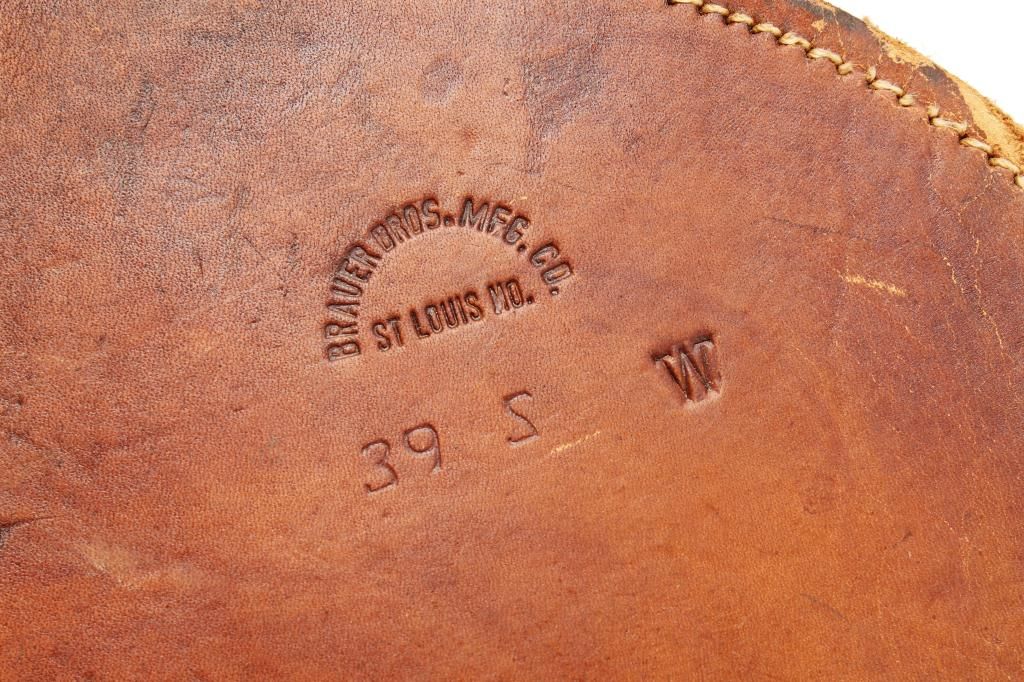 BRAUER BROS. MFG. CO.
ST LOUIS MO.
W
39 S